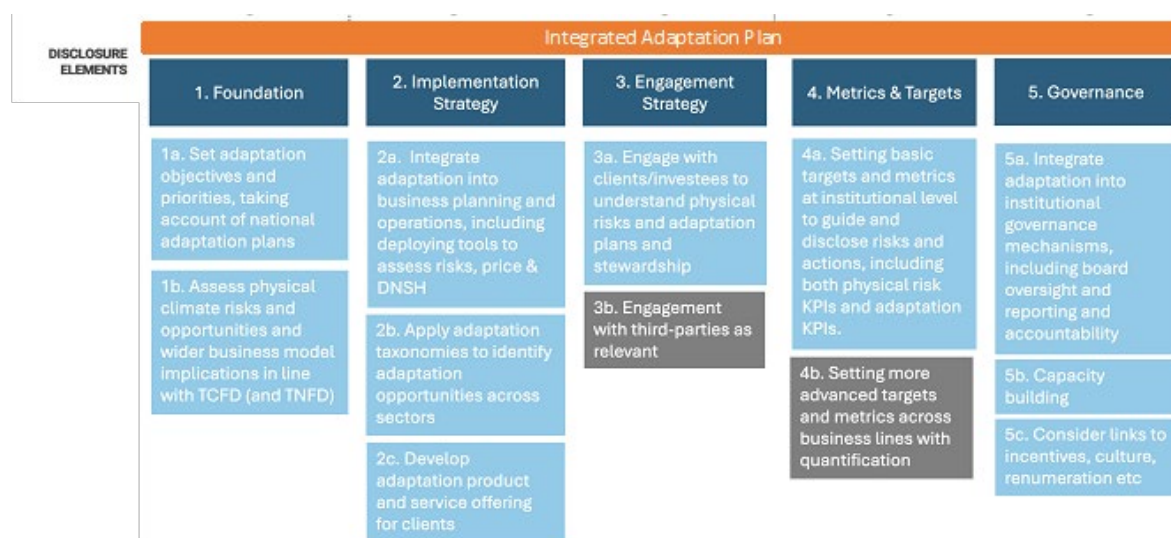 Integrated Adaptation Plan
DISCLOSURE
ELEMENTS
1. Foundation
2. Implementation
Strategy
3. Engagement
Strategy
4. Metrics & Targets
5. Governance
1a. Set adaptation
objectives and
priorities, taking
account of national
adaptation plans
1b. Assess physical
climate risks and
opportunities and
wider business model
implications in line
with TCFD (and TNFD)
2a. Integrate
adaptation into
business planning and
operations, including
deploying tools to
assess risks, price &
DNSH
2b. Apply adaptation
taxonomies to identify
adaptation
opportunities across
sectors
2c. Develop
adaptation product
and service offering
for clients
3a. Engage with
clients/investees to
understand physical
risks and adaptation
plans and
stewardship
3b. Engagement
with third-parties as
relevant
4a. Setting basic
targets and metrics
at institutional level
to guide and
disclose risks and
actions, including
both physical risk
KPIs and adaptation
KPIs.
4b. Setting more
advanced targets
and metrics across
business lines with
quantification
5a. Integrate
adaptation into
institutional
governance
mechanisms,
including board
oversight and
reporting and
accountability
5b. Capacity
building
5c. Consider links to
incentives, culture,
renumeration etc